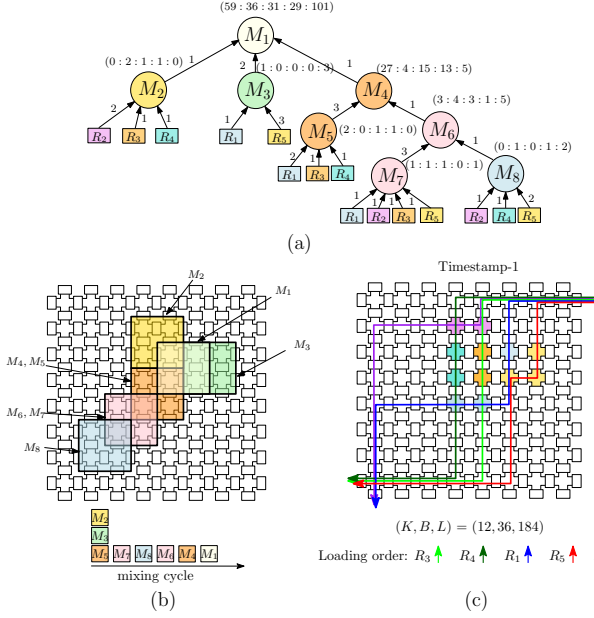 (59 : 36 : 31 : 29 : 101)
M1
(0 : 2 : 1 : 1 : 0)
1
2
1
(1 : 0 : 0 : 0 : 3)
(27 : 4 : 15 : 13 : 5)
M2
M3
M4
2
1
1
1
3
3
1
(3 : 4 : 3 : 1 : 5)
R2
R3
R4
R1
R5
M5
(2 : 0 : 1 : 1 : 0)
M6
2
1
1
3
1
(0 : 1 : 0 : 1 : 2)
R1
R3
R4
M7
(1 : 1 : 1 : 0 : 1)
M8
1
1
1
1
1
1
2
R1
R2
R3
R5
R2
R4
R5
(a)
M2
M1
M3
M4, M5
M6, M7
M8
M2
M3
M5
M7
M8
M6
M4
M1
mixing cycle
(b)
Timestamp-1
(K, B, L) = (12, 36, 184)
Loading order: R3 R4 R1 R5
(c)